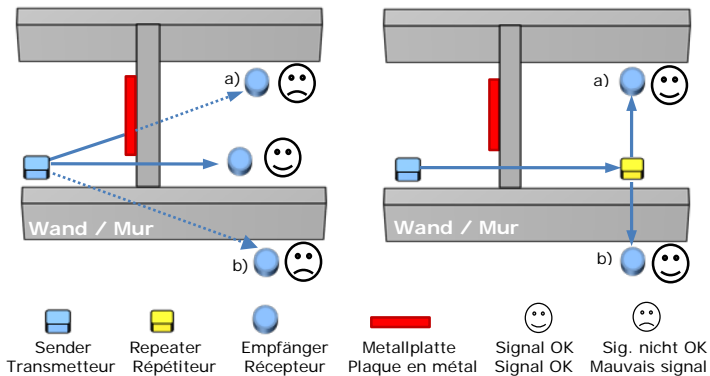 a)
Wand / Mur
b)
a)
Wand / Mur
b)
Sender
Transmetteur
Repeater
Répétiteur
Empfänger
Récepteur
Metallplatte
Plaque en métal
Signal OK
Signal OK
Sig. nicht OK
Mauvais signal